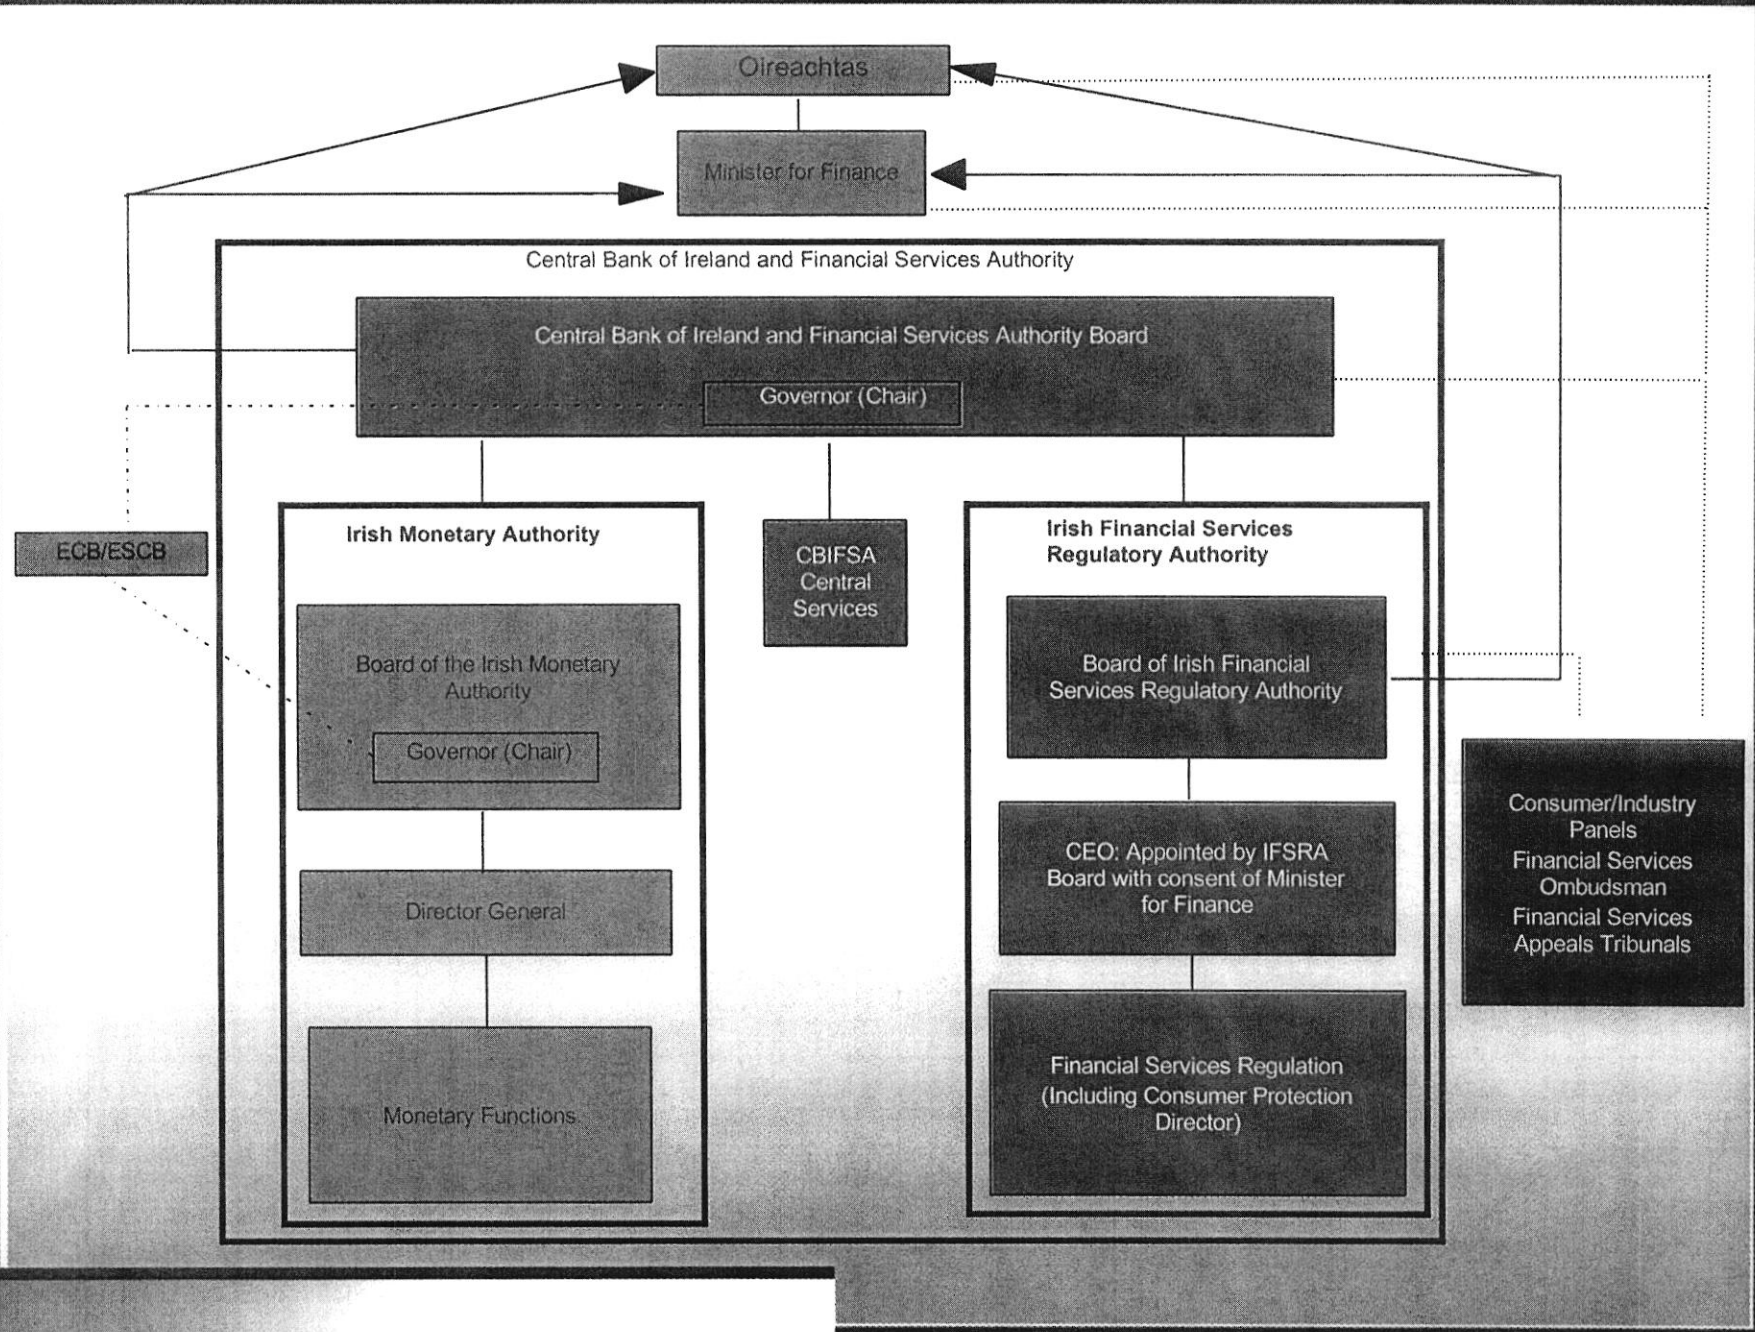 Oireachtas
Minister for Finance
Central Bank of Ireland and Financial Services Authority
Central Bank of Ireland and Financial Services Authority Board
Governor (Chair)
ECB/ESCB
Irish Monetary Authority
Board of the Irish Monetary
Authority
Governor (Chair)
Director General
Monetary Functions
CBIFSA
Central
Services
Irish Financial Services
Regulatory Authority
Board of Irish Financial
Services Regulatory Authority
CEO: Appointed by IFSRA
Board with consent of Minister
for Finance
Financial Services Regulation
(Including Consumer Protection
Director)
Consumer/Industry
Panels
Financial Services
Ombudsman
Financial Services
Appeals Tribunals